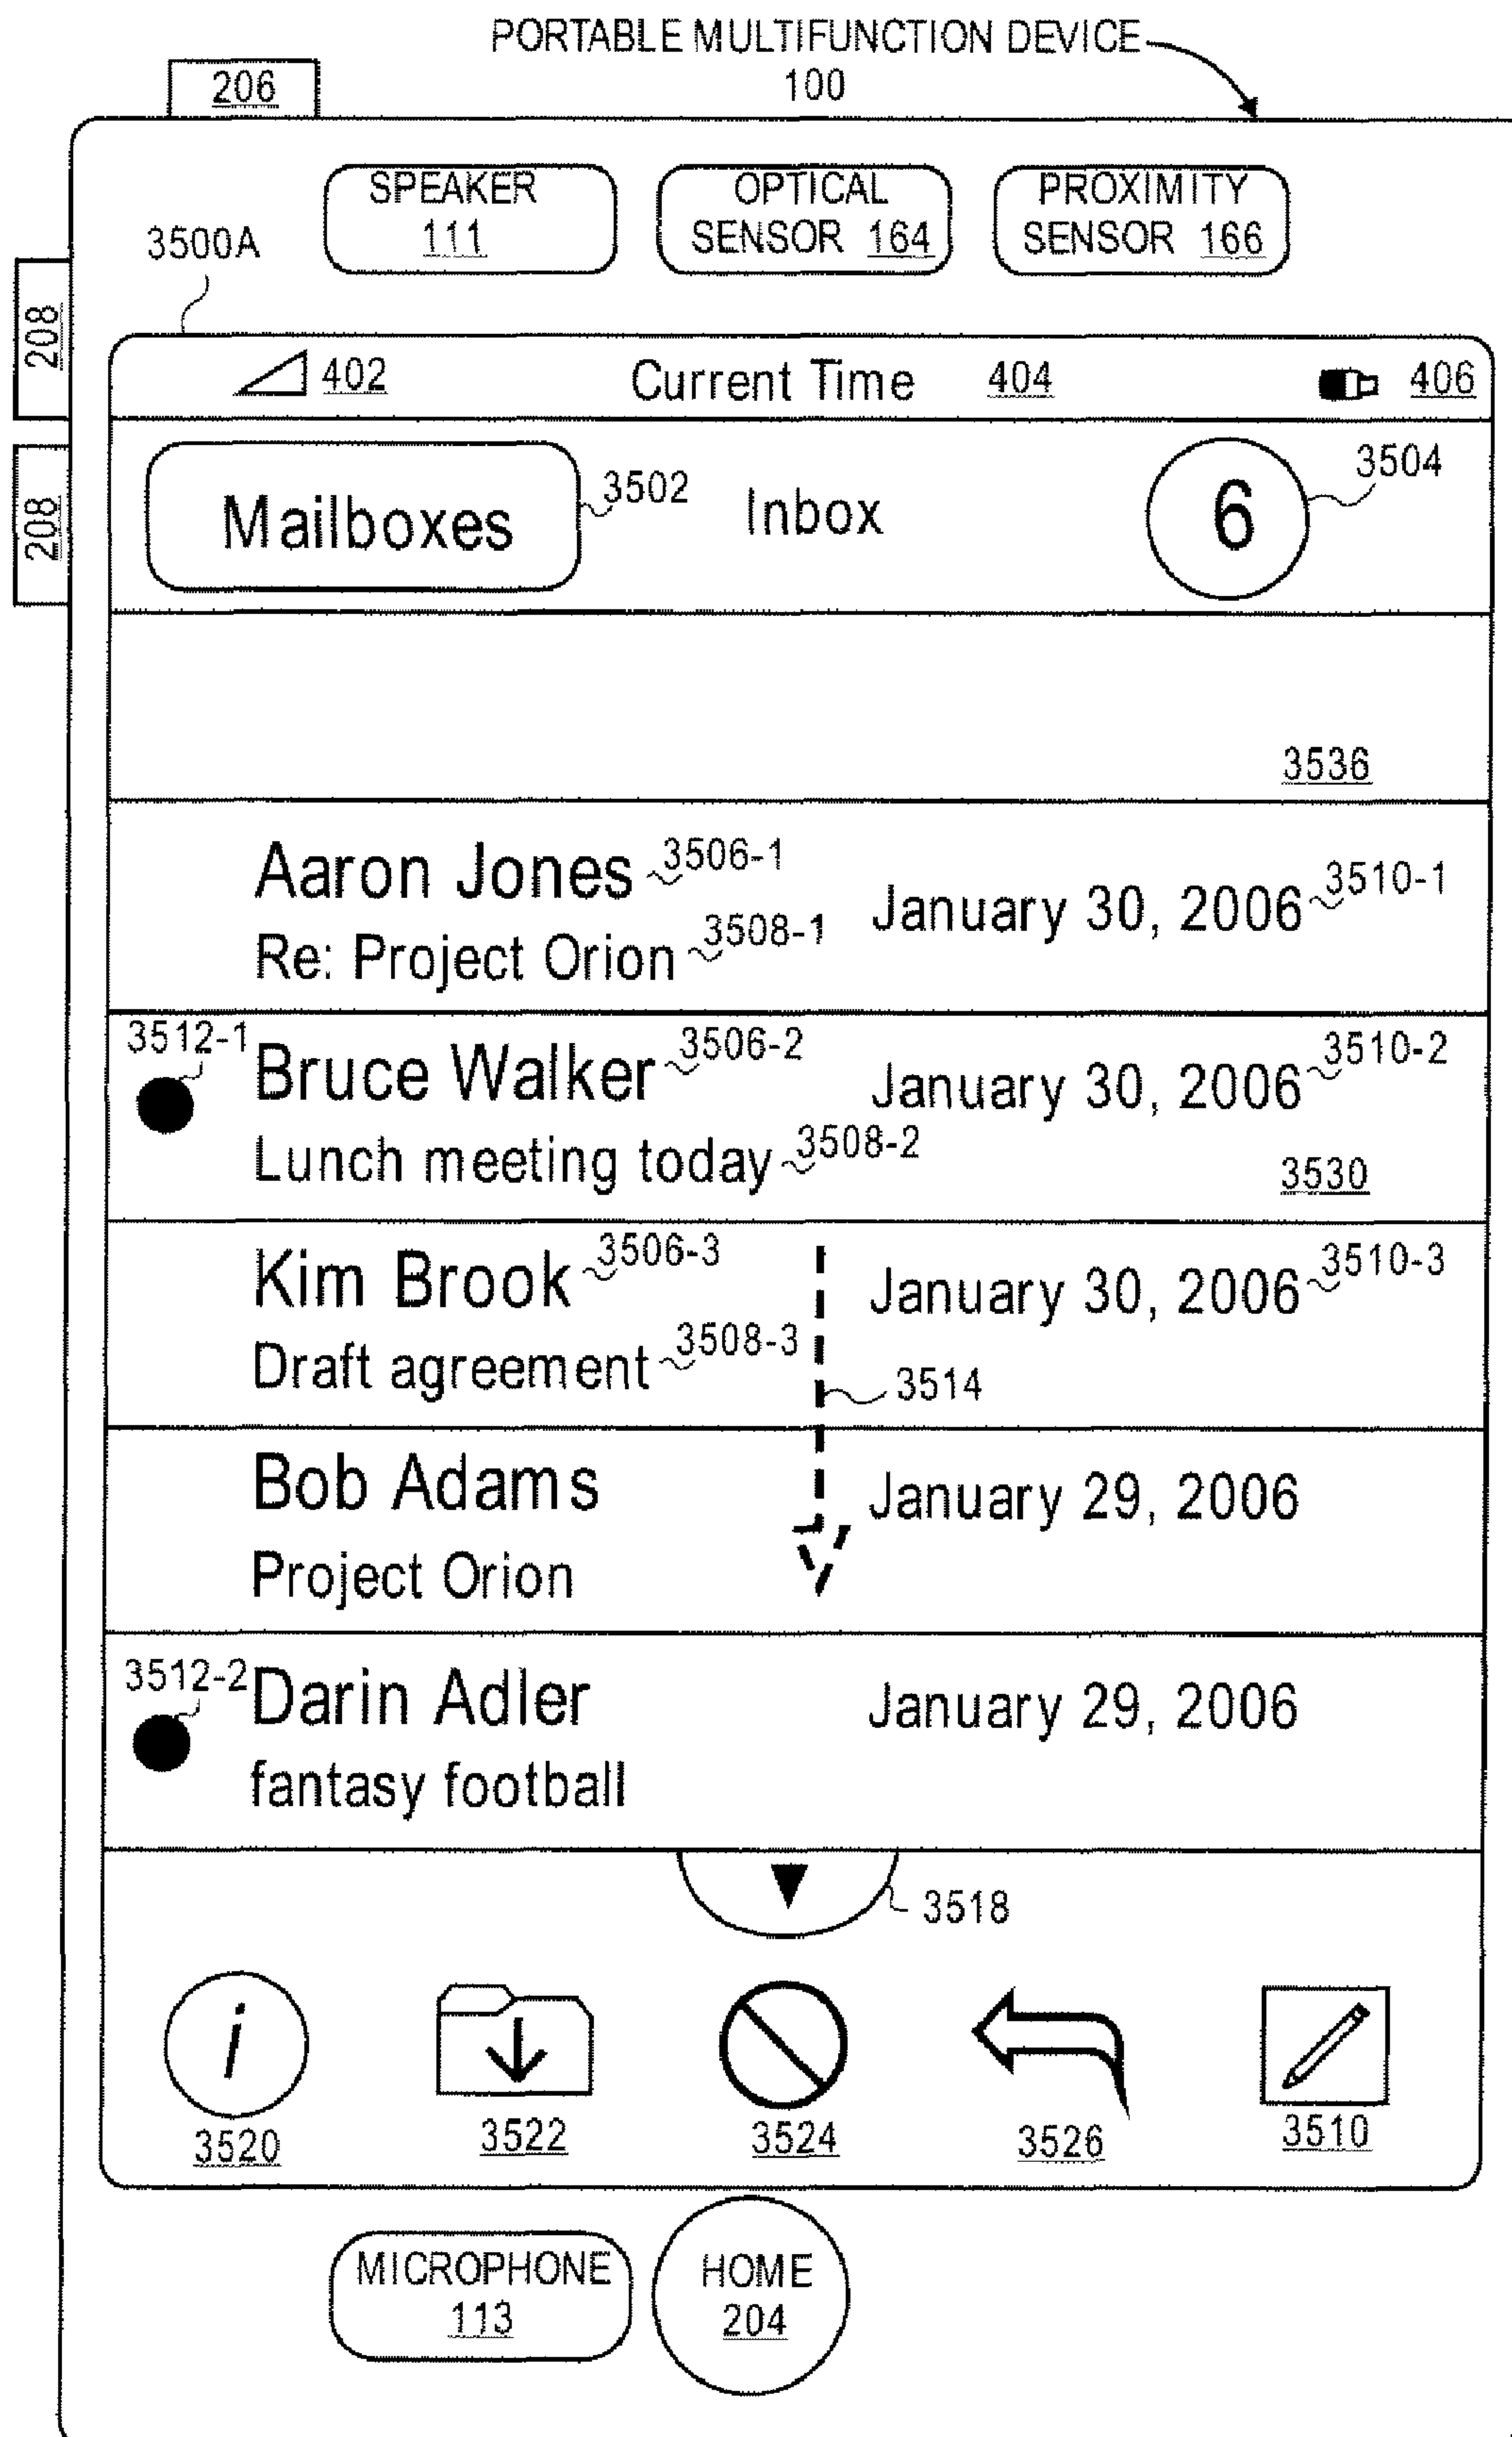 PORTABLE MULTIFUNCTION DEVICE
100
206
208
208
SPEAKER
111
OPTICAL
SENSOR 164
PROXIMITY
SENSOR 166
3500A
402 Current Time 404 406
Mailboxes 3502 Inbox 6 3504
3536
Aaron Jones 3506-1
January 30, 2006 3510-1
Re: Project Orion 3508-1
3512-1
Bruce Walker 3506-2
January 30, 2006 3510-2
Lunch meeting today 3508-2
3530
Kim Brook 3506-3
January 30, 2006 3510-3
Draft agreement 3508-3
3514
Bob Adams
January 29, 2006
Project Orion
3512-2
Darin Adler
January 29, 2006
fantasy football
3518
i
3520 3522 3524 3526 3510
MICROPHONE
113
HOME
204